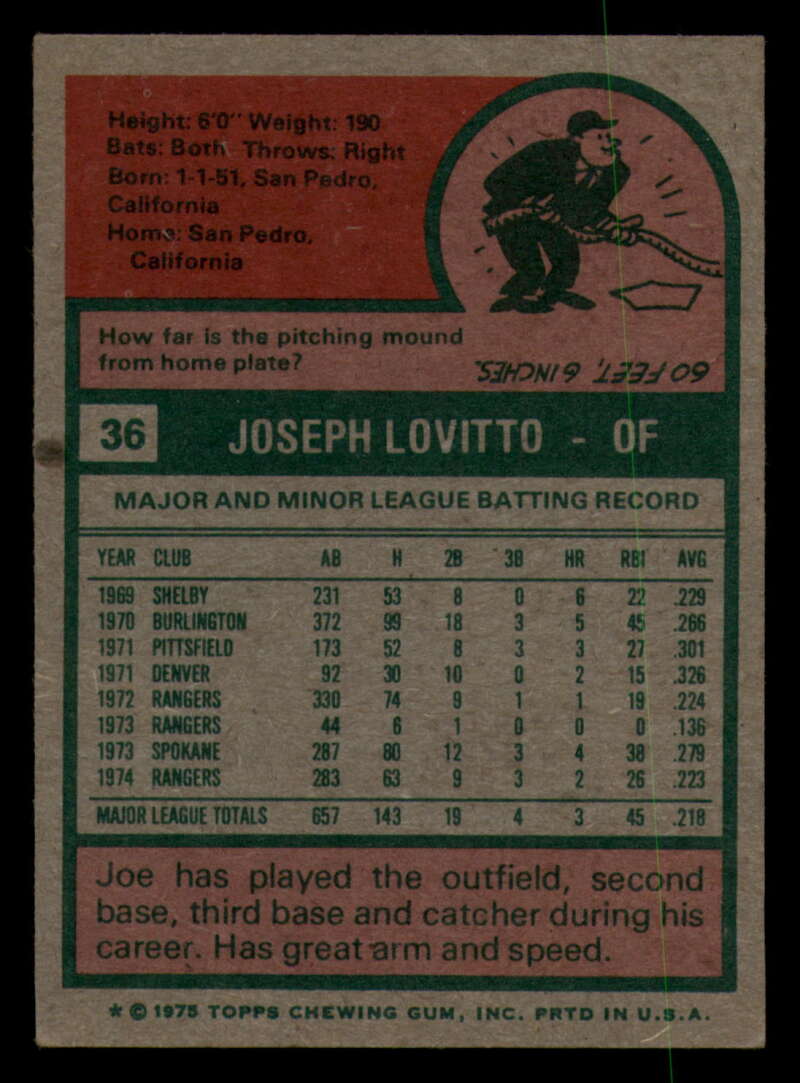 Height: 6'0" Weight: 190
Bats: Both Throws: Right
Born: 1-1-51, San Pedro,
California
Home: San Pedro,
California
How far is the pitching mound
from home plate?
60 FEET, 6 INCHES.
36 JOSEPH LOVITTO - OF
MAJOR AND MINOR LEAGUE BATTING RECORD
YEAR CLUB AB H 2B 3B HR RBI AVG
1969 SHELBY 231 53 8 0 6 22 .229
1970 BURLINGTON 372 99 18 3 5 45 .266
1971 PITTSFIELD 173 52 8 3 3 27 .301
1971 DENVER 92 30 10 0 2 15 .326
1972 RANGERS 330 74 9 1 1 19 .224
1973 RANGERS 44 6 1 0 0 0 .136
1973 SPOKANE 287 80 12 3 4 38 .279
1974 RANGERS 283 63 9 3 2 26 .223
MAJOR LEAGUE TOTALS 657 143 19 4 3 45 .218
Joe has played the outfield, second
base, third base and catcher during his
career. Has great arm and speed.
* © 1975 TOPPS CHEWING GUM, INC. PRTD IN U.S.A.